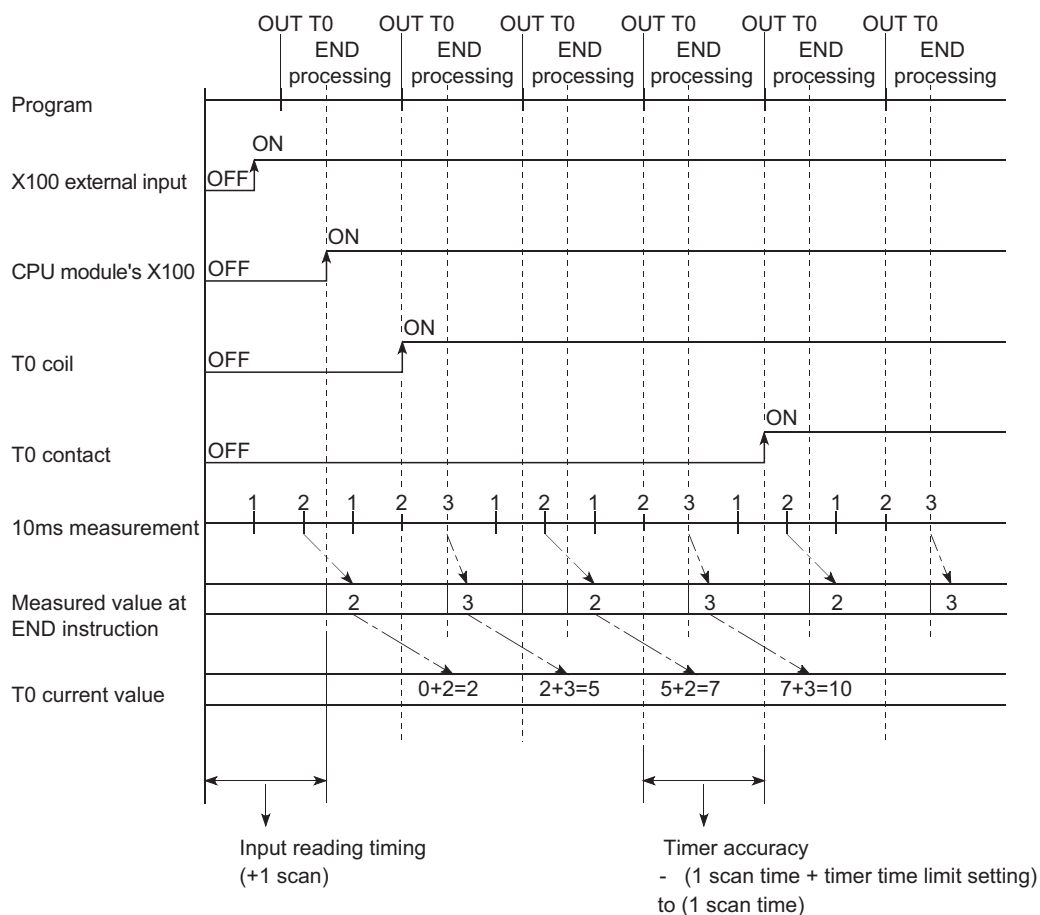 OUT T0 OUT T0 OUT T0 OUT T0 OUT T0 OUT T0
END END END END END END
processing processing processing processing processing processing
Program
ON
X100 external input OFF
ON
CPU module's X100 OFF
ON
T0 coil OFF
ON
T0 contact OFF
1 2 1 2 3 1 2 1 2 3 1 2 1 2 3
10ms measurement
Measured value at 2 3 2 3 2 3
END instruction
T0 current value 0+2=2 2+3=5 5+2=7 7+3=10
Input reading timing Timer accuracy
(+1 scan) - (1 scan time + timer time limit setting)
to (1 scan time)